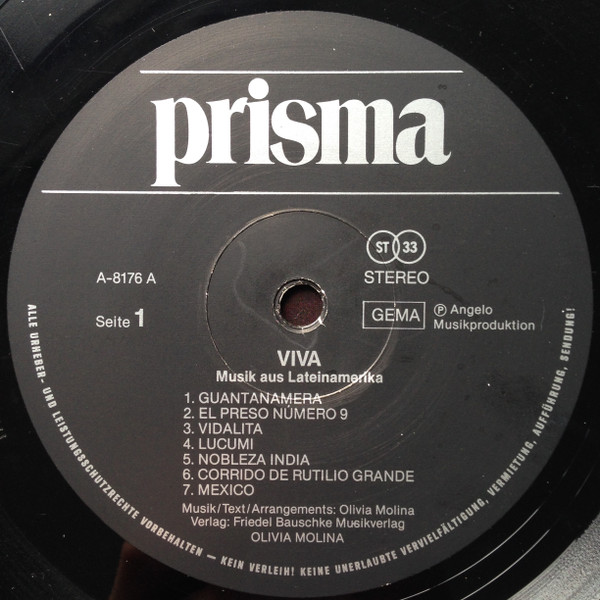 prisma
ST 33
A-8176 A
STEREO
Seite 1
GEMA
℗ Angelo
Musikproduktion
VIVA
Musik aus Lateinamerika
1. GUANTANAMERA
2. EL PRESO NÚMERO 9
3. VIDALITA
4. LUCUMI
5. NOBLEZA INDIA
6. CORRIDO DE RUTILIO GRANDE
7. MEXICO
Musik/Text/Arrangements: Olivia Molina
Verlag: Friedel Bauschke Musikverlag
OLIVIA MOLINA
ALLE URHEBER- UND LEISTUNGSSCHUTZRECHTE VORBEHALTEN — KEIN VERLEIH! KEINE UNERLAUBTE VERVIELFÄLTIGUNG, VERMIETUNG, AUFFÜHRUNG, SENDUNG!